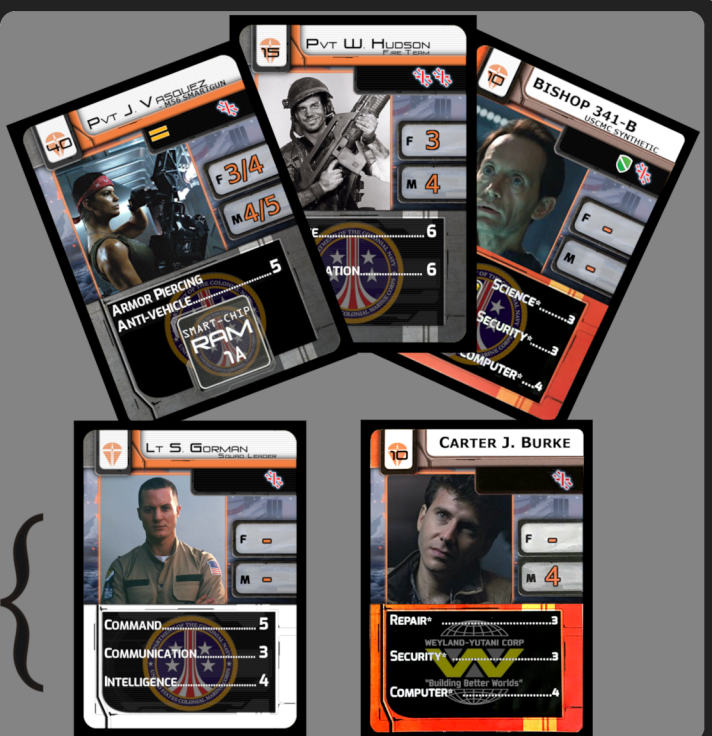 40
PVT J. VASQUEZ
- M56 SMARTGUN
F 3/4
M 4/5
ARMOR PIERCING
ANTI-VEHICLE..................5
SMART-CHIP
RAM
1A
15
PVT W. HUDSON
FIRE TEAM
F 3
M 4
6
ATION 6
10
BISHOP 341-B
USCMC SYNTHETIC
F -
M -
SCIENCE*........3
SECURITY*.....3
COMPUTER*...4
LT S. GORMAN
SQUAD LEADER
F -
M -
COMMAND..........................5
COMMUNICATION...............3
INTELLIGENCE....................4
10
CARTER J. BURKE
F -
M 4
REPAIR* ..............................3
WEYLAND-YUTANI CORP
SECURITY*..........................3
"Building Better Worlds"
COMPUTER* ........................4